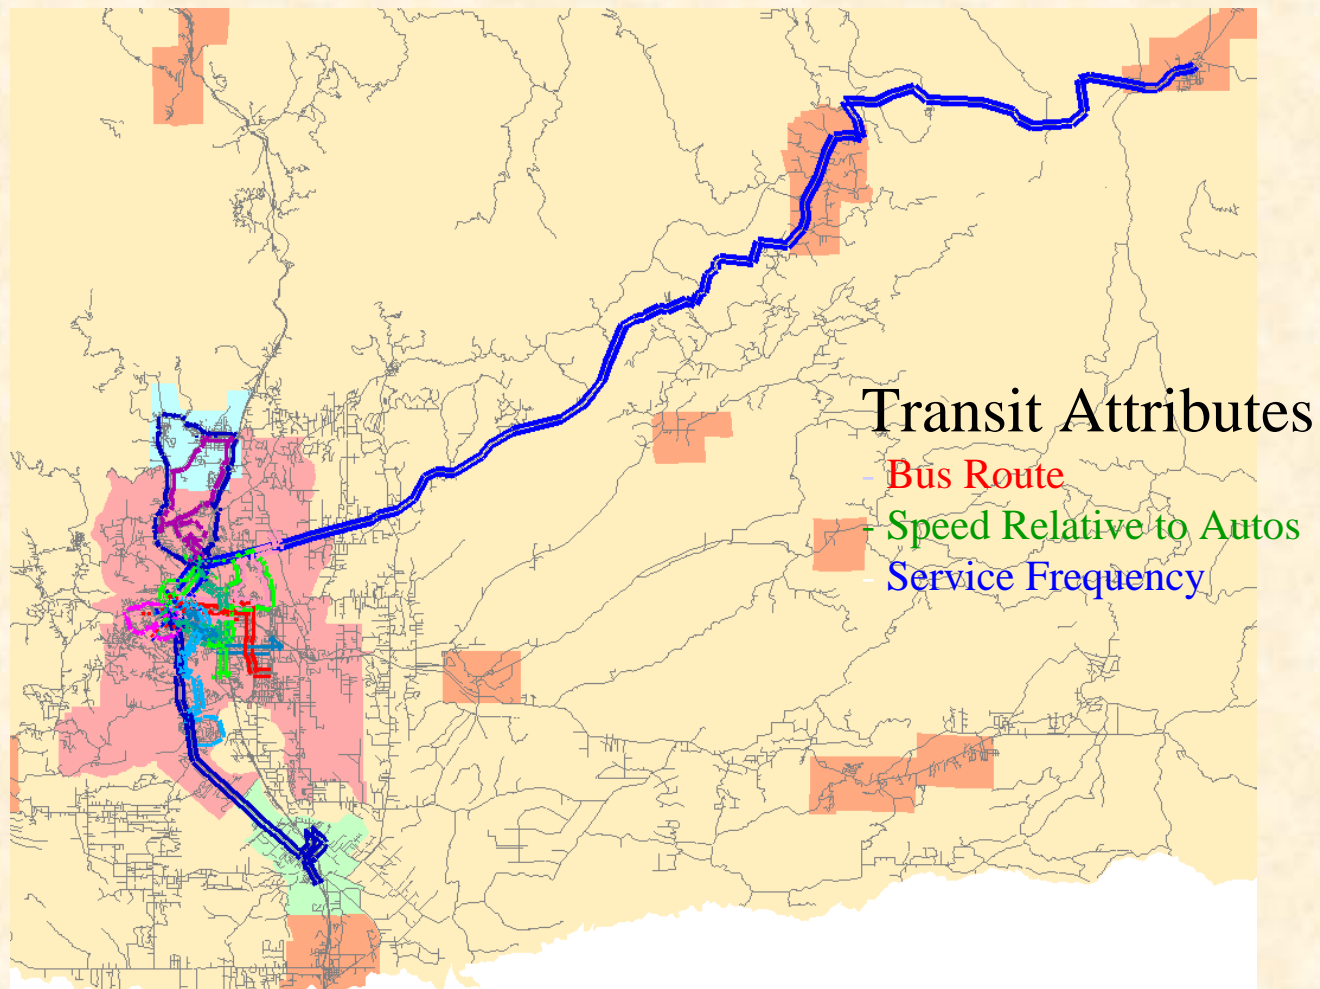 Transit Attributes
- Bus Route
- Speed Relative to Autos
- Service Frequency